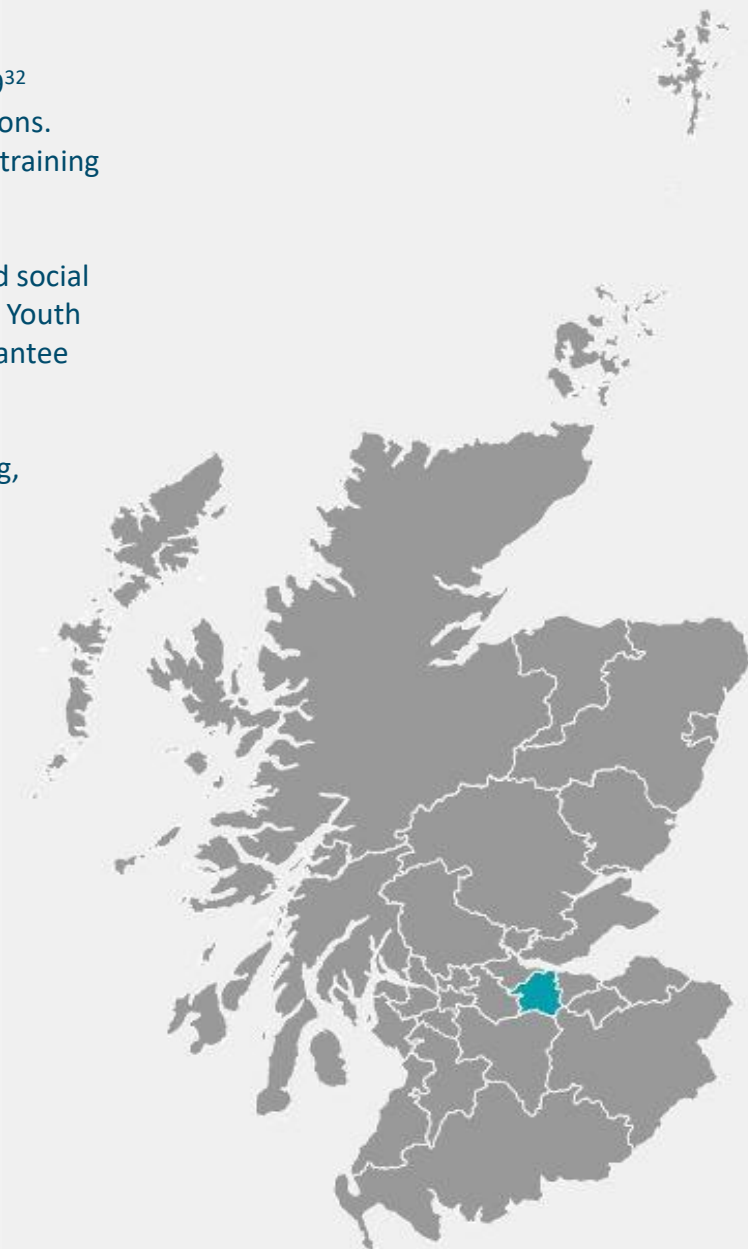 )³²
ons.
training
d social
Youth
antee
g,